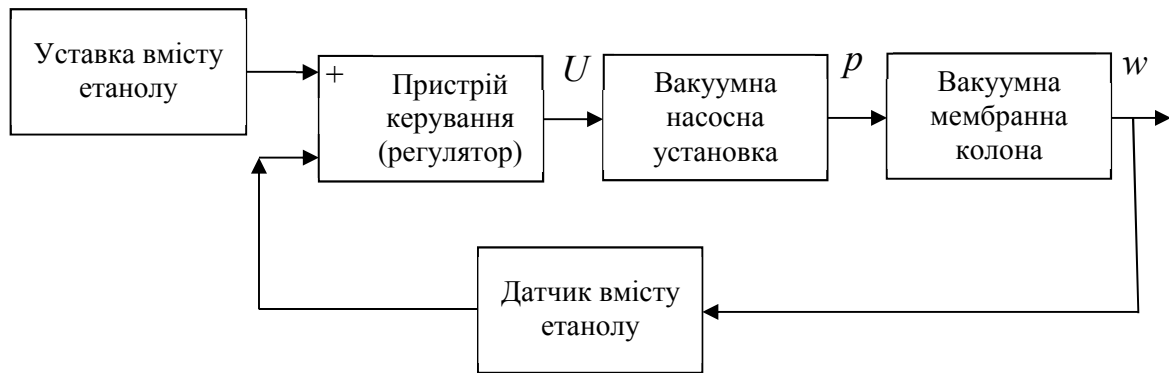 Уставка вмісту
етанолу
+
Пристрій
керування
(регулятор)
U
Вакуумна
насосна
установка
p
Вакуумна
мембранна
колона
w
Датчик вмісту
етанолу